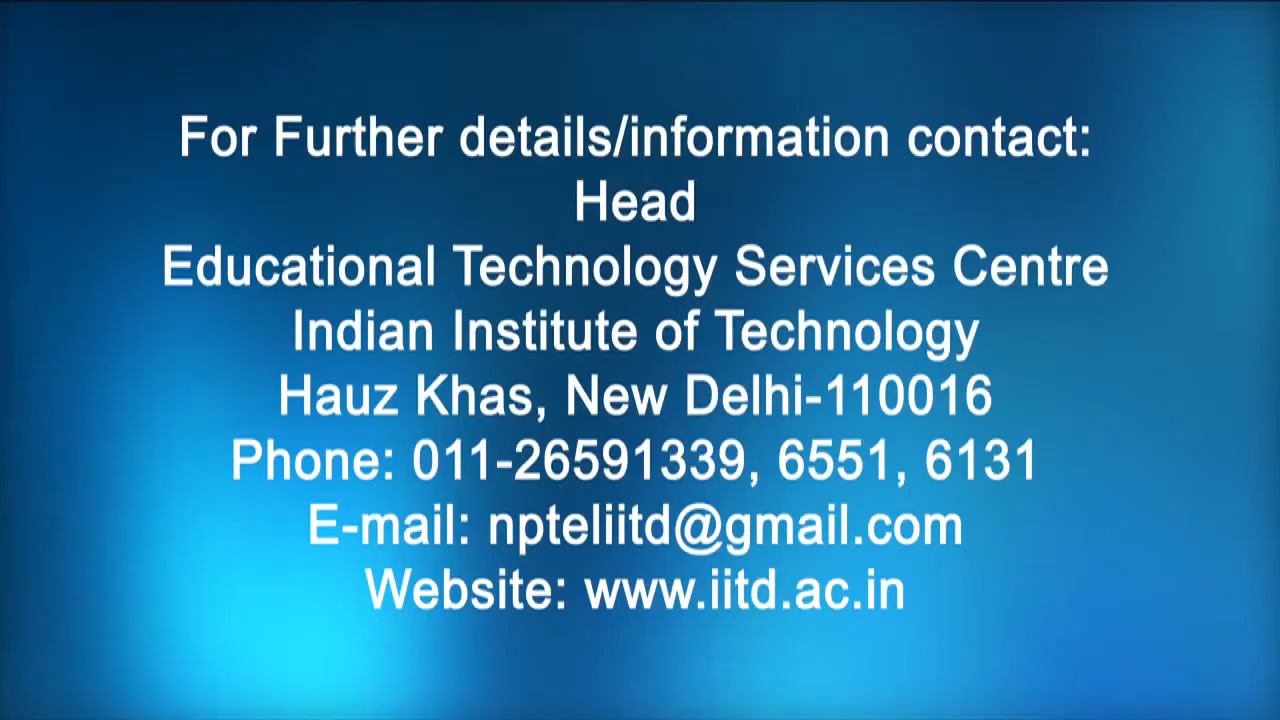 For Further details/information contact:
Head
Educational Technology Services Centre
Indian Institute of Technology
Hauz Khas, New Delhi-110016
Phone: 011-26591339, 6551, 6131
E-mail: npteliitd@gmail.com
Website: www.iitd.ac.in